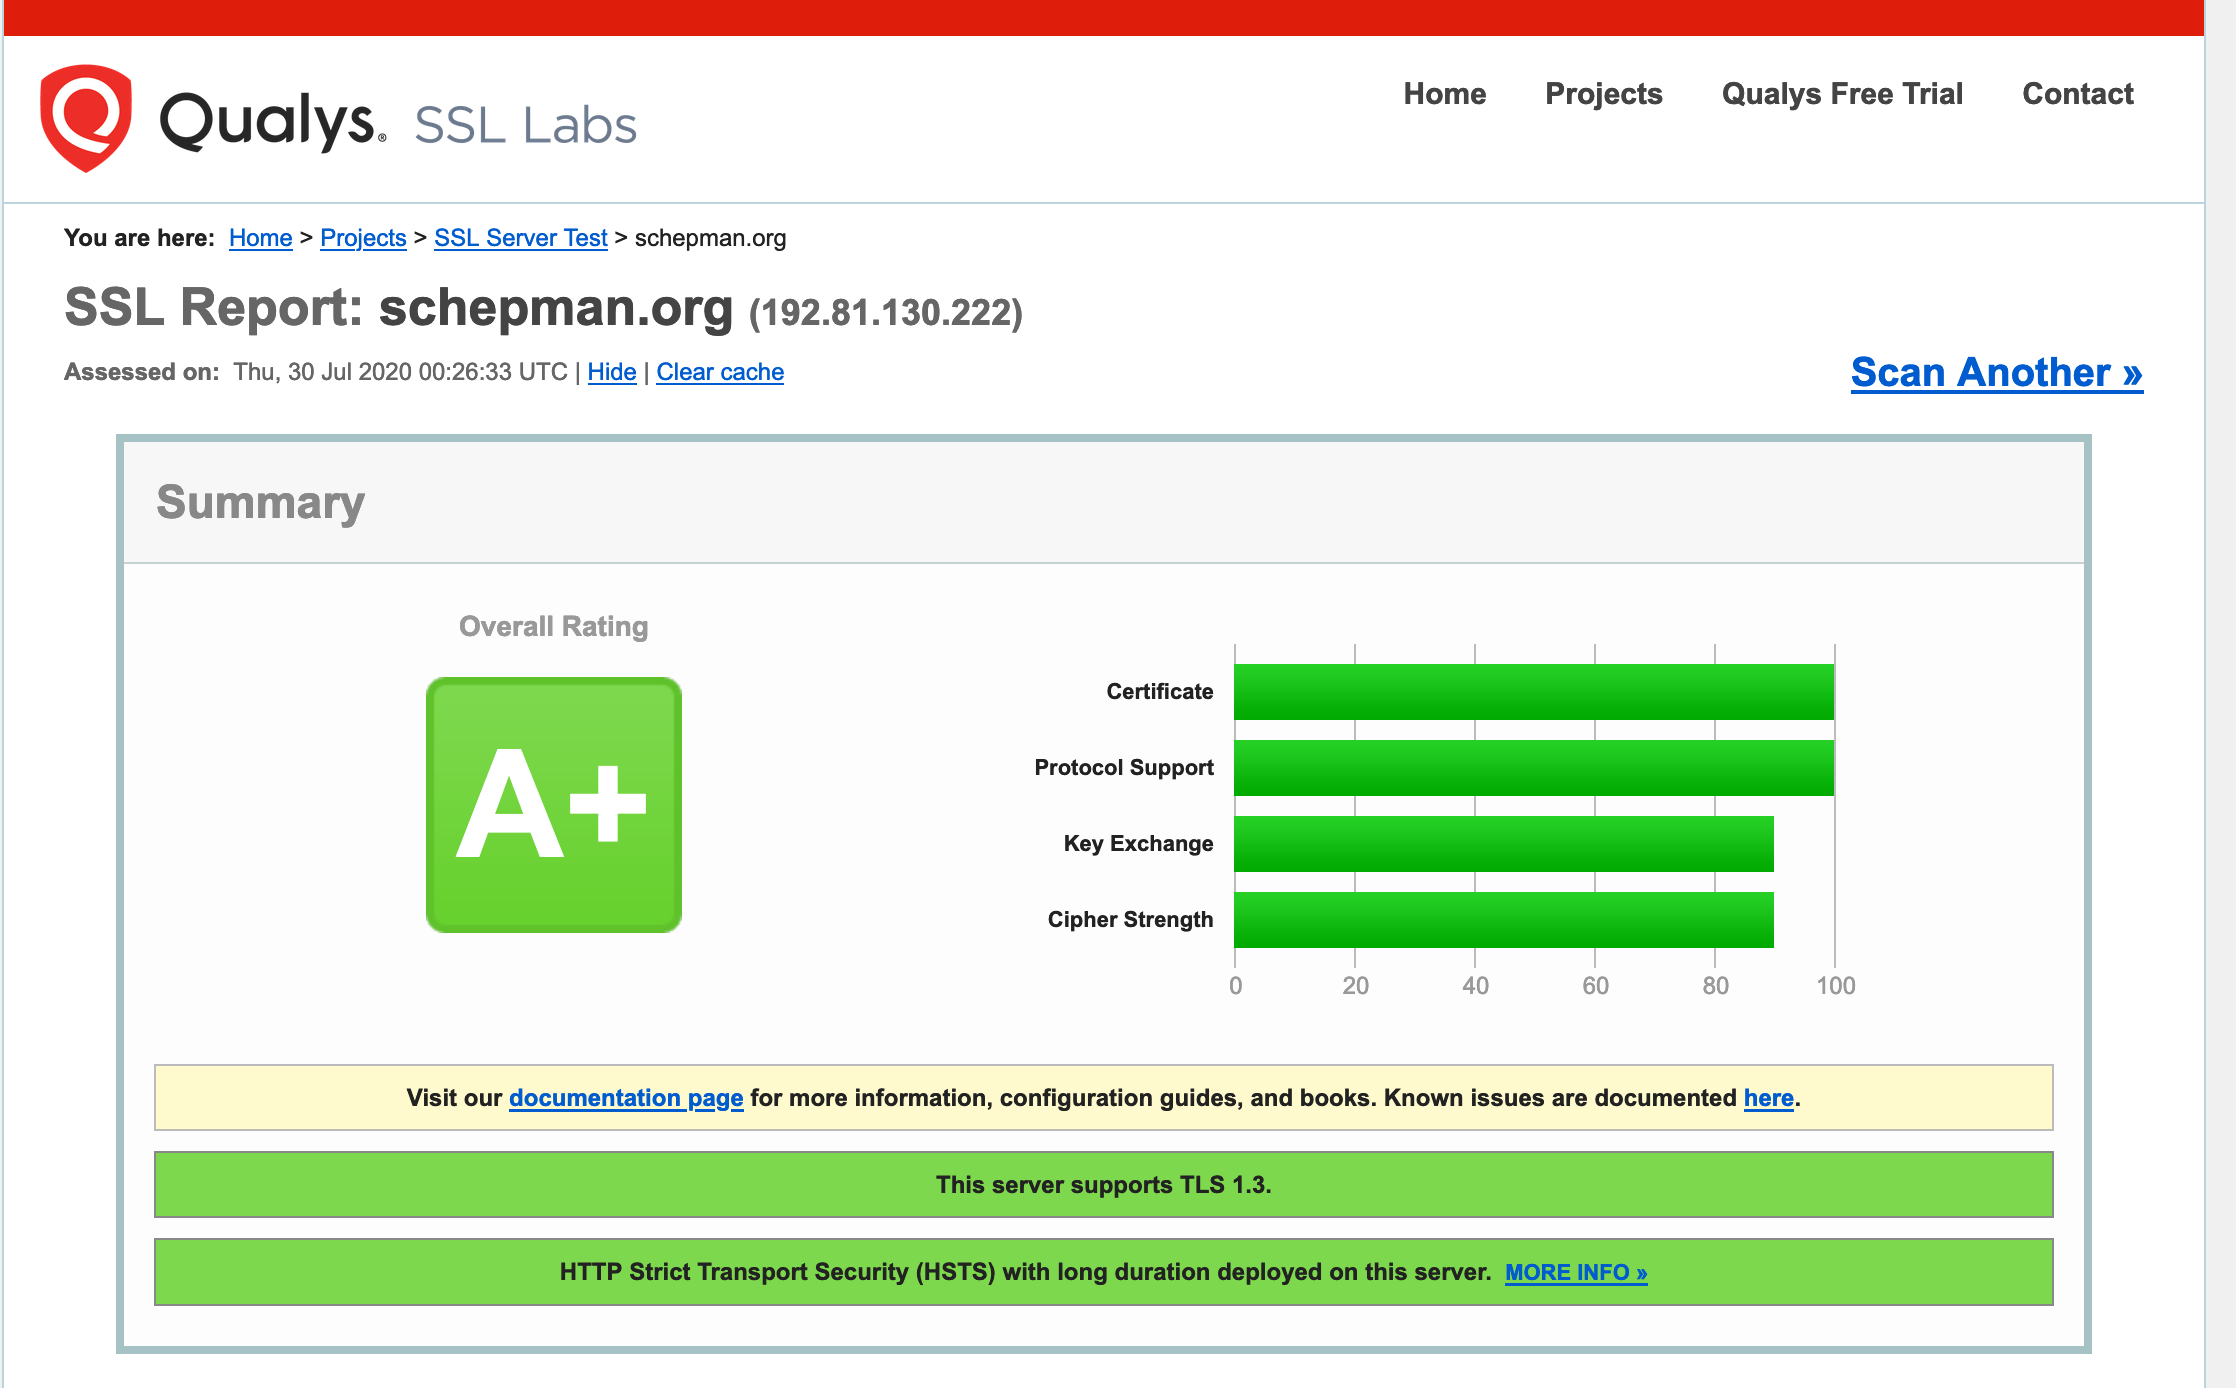 Qualys® SSL Labs
Home Projects Qualys Free Trial Contact
You are here: Home > Projects > SSL Server Test > schepman.org
SSL Report: schepman.org (192.81.130.222)
Assessed on: Thu, 30 Jul 2020 00:26:33 UTC | Hide | Clear cache
Scan Another »
Summary
Overall Rating
A+
Certificate
Protocol Support
Key Exchange
Cipher Strength
0 20 40 60 80 100
Visit our documentation page for more information, configuration guides, and books. Known issues are documented here.
This server supports TLS 1.3.
HTTP Strict Transport Security (HSTS) with long duration deployed on this server. MORE INFO »